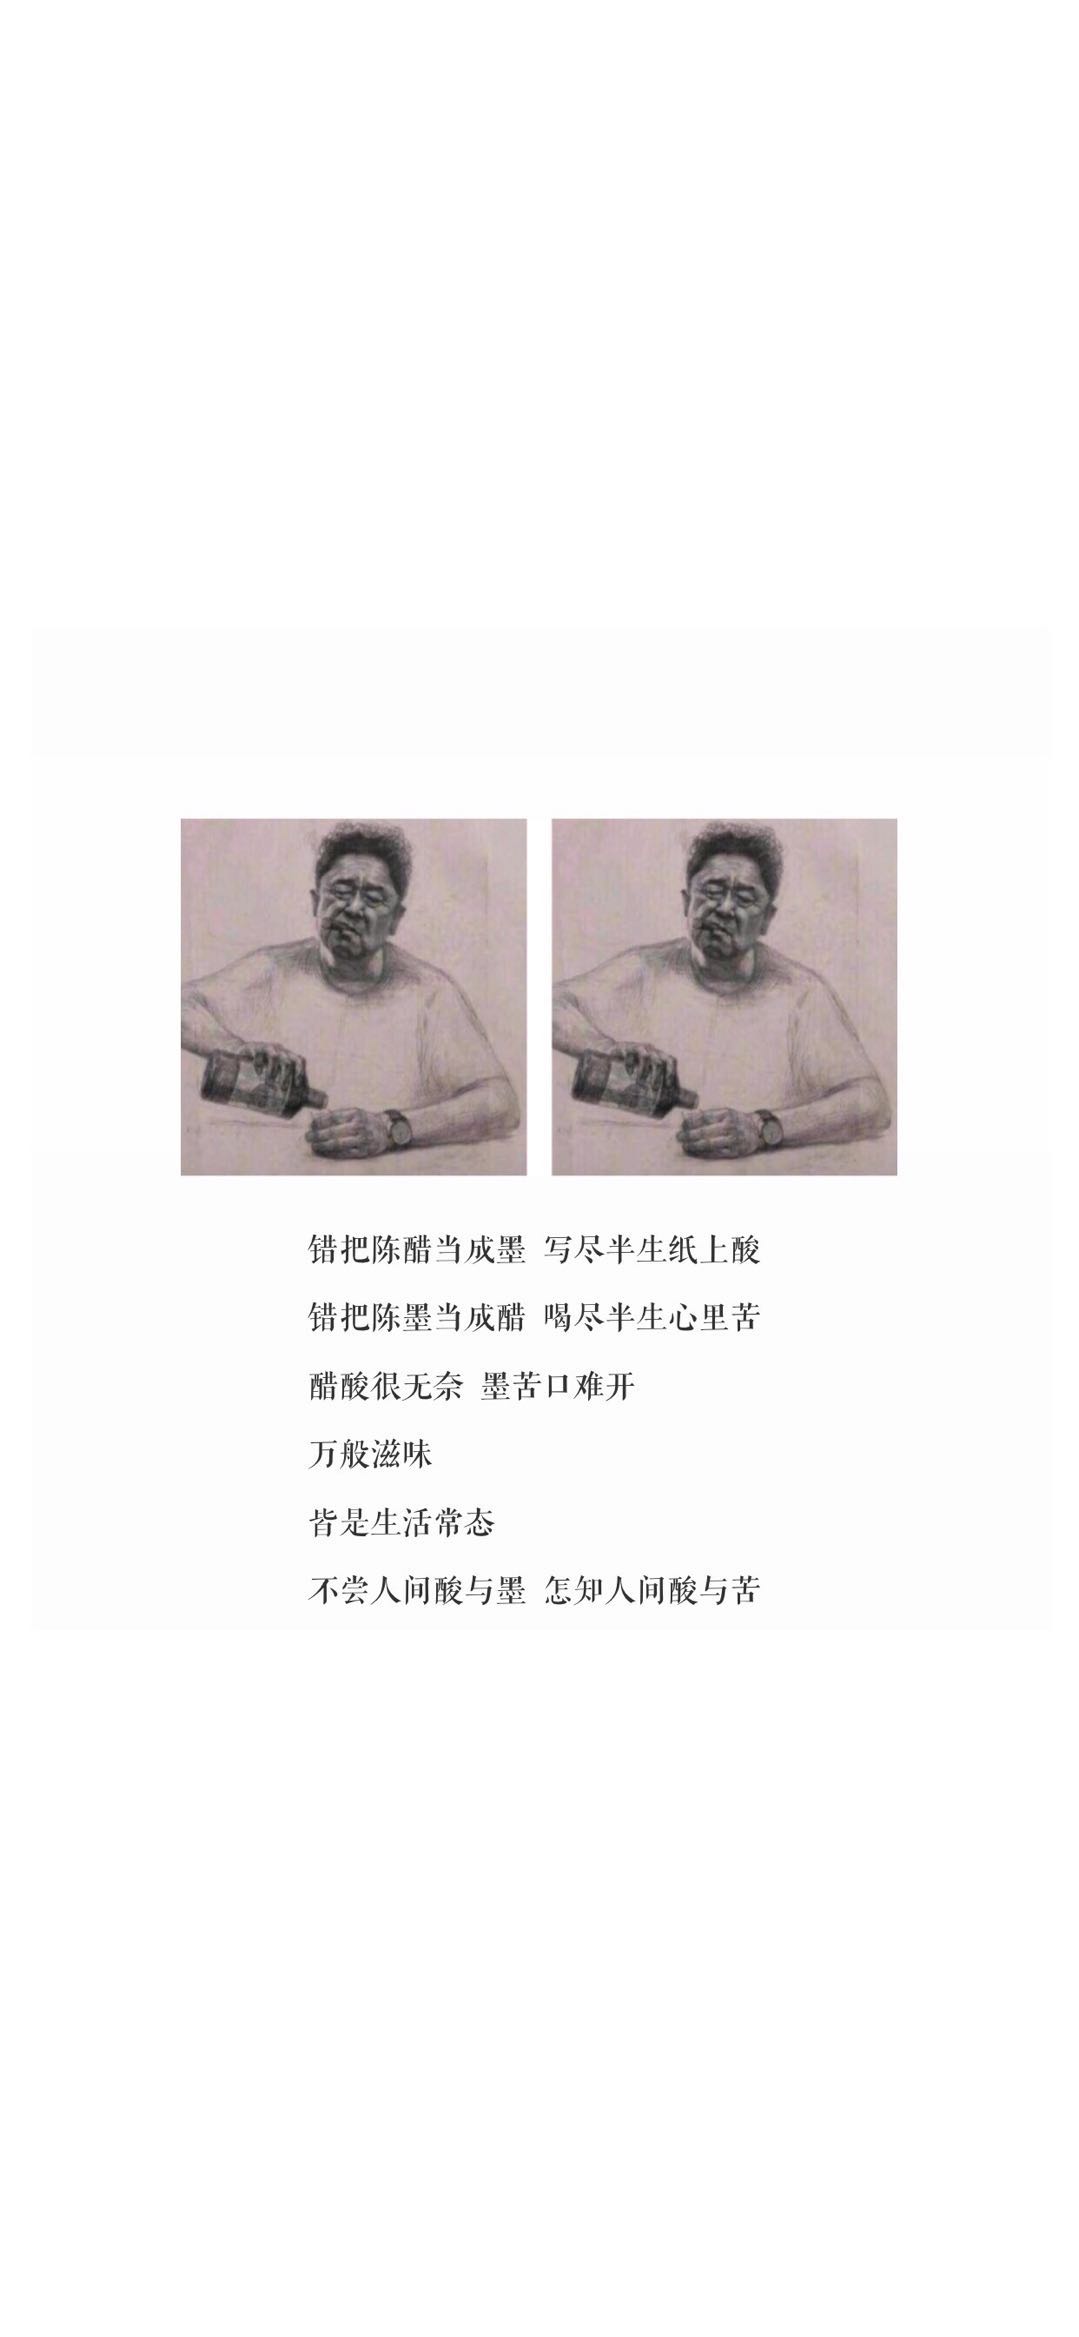 错把陈醋当成墨 写尽半生纸上酸
错把陈墨当成醋 喝尽半生心里苦
醋酸很无奈 墨苦口难开
万般滋味
皆是生活常态
不尝人间酸与墨 怎知人间酸与苦